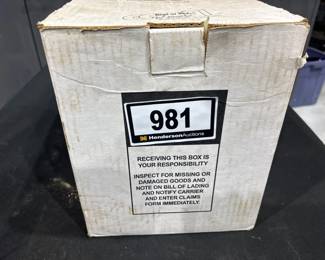 981
HendersonAuctions
RECEIVING THIS BOX IS
YOUR RESPONSIBILITY
INSPECT FOR MISSING OR
DAMAGED GOODS AND
NOTE ON BILL OF LADING
AND NOTIFY CARRIER
AND ENTER CLAIMS
FORM IMMEDIATELY.